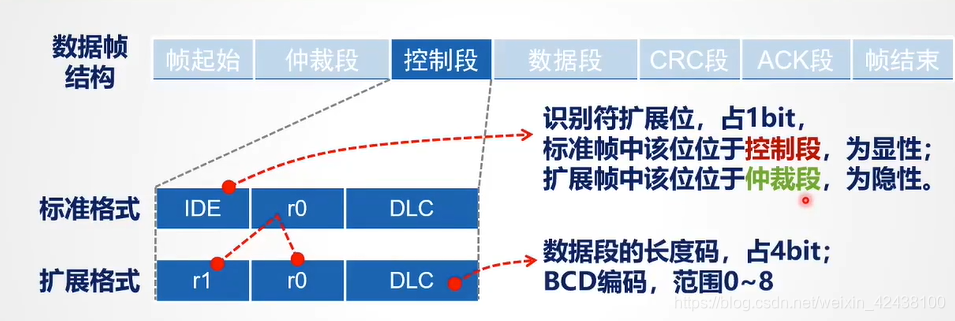 数据帧
结构
帧起始 仲裁段 控制段 数据段 CRC段 ACK段 帧结束
识别符扩展位，占1bit，
标准帧中该位位于控制段，为显性；
扩展帧中该位位于仲裁段，为隐性。
标准格式 IDE r0 DLC
扩展格式 r1 r0 DLC
数据段的长度码，占4bit；
BCD编码，范围0~8
https://blog.csdn.net/weixin_42438100